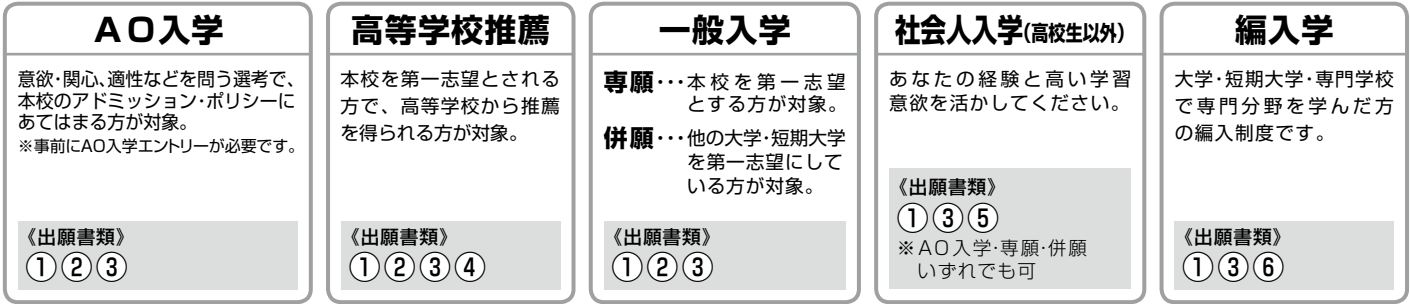 AO入学
意欲・関心、適性などを問う選考で、
本校のアドミッション・ポリシーに
あてはまる方が対象。
※事前にAO入学エントリーが必要です。
《出願書類》
①②③
高等学校推薦
本校を第一志望とされる
方で、高等学校から推薦
を得られる方が対象。
《出願書類》
①②③④
一般入学
専願…本校を第一志望
とする方が対象。
併願…他の大学・短期大学
を第一志望にして
いる方が対象。
《出願書類》
①②③
社会人入学(高校生以外)
あなたの経験と高い学習
意欲を活かしてください。
《出願書類》
①③⑤
※AO入学・専願・併願
いずれでも可
編入学
大学・短期大学・専門学校
で専門分野を学んだ方
の編入制度です。
《出願書類》
①③⑥